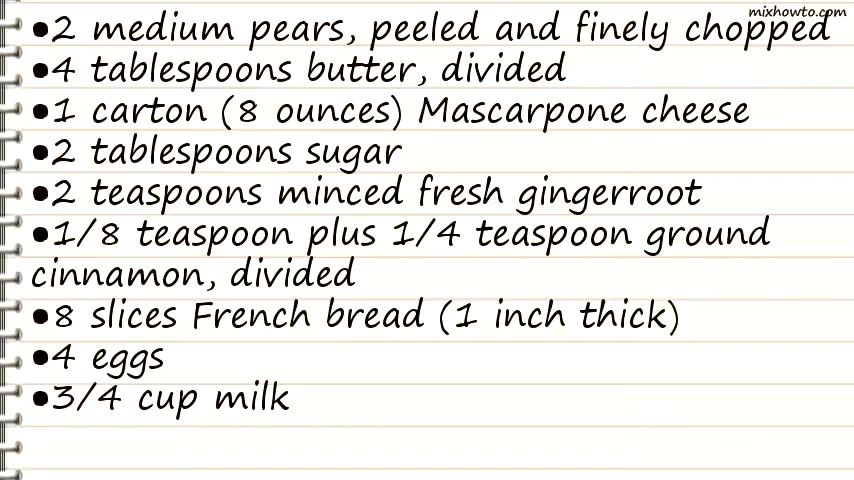 mixhowto.com
•2 medium pears, peeled and finely chopped
•4 tablespoons butter, divided
•1 carton (8 ounces) Mascarpone cheese
•2 tablespoons sugar
•2 teaspoons minced fresh gingerroot
•1/8 teaspoon plus 1/4 teaspoon ground
cinnamon, divided
•8 slices French bread (1 inch thick)
•4 eggs
•3/4 cup milk